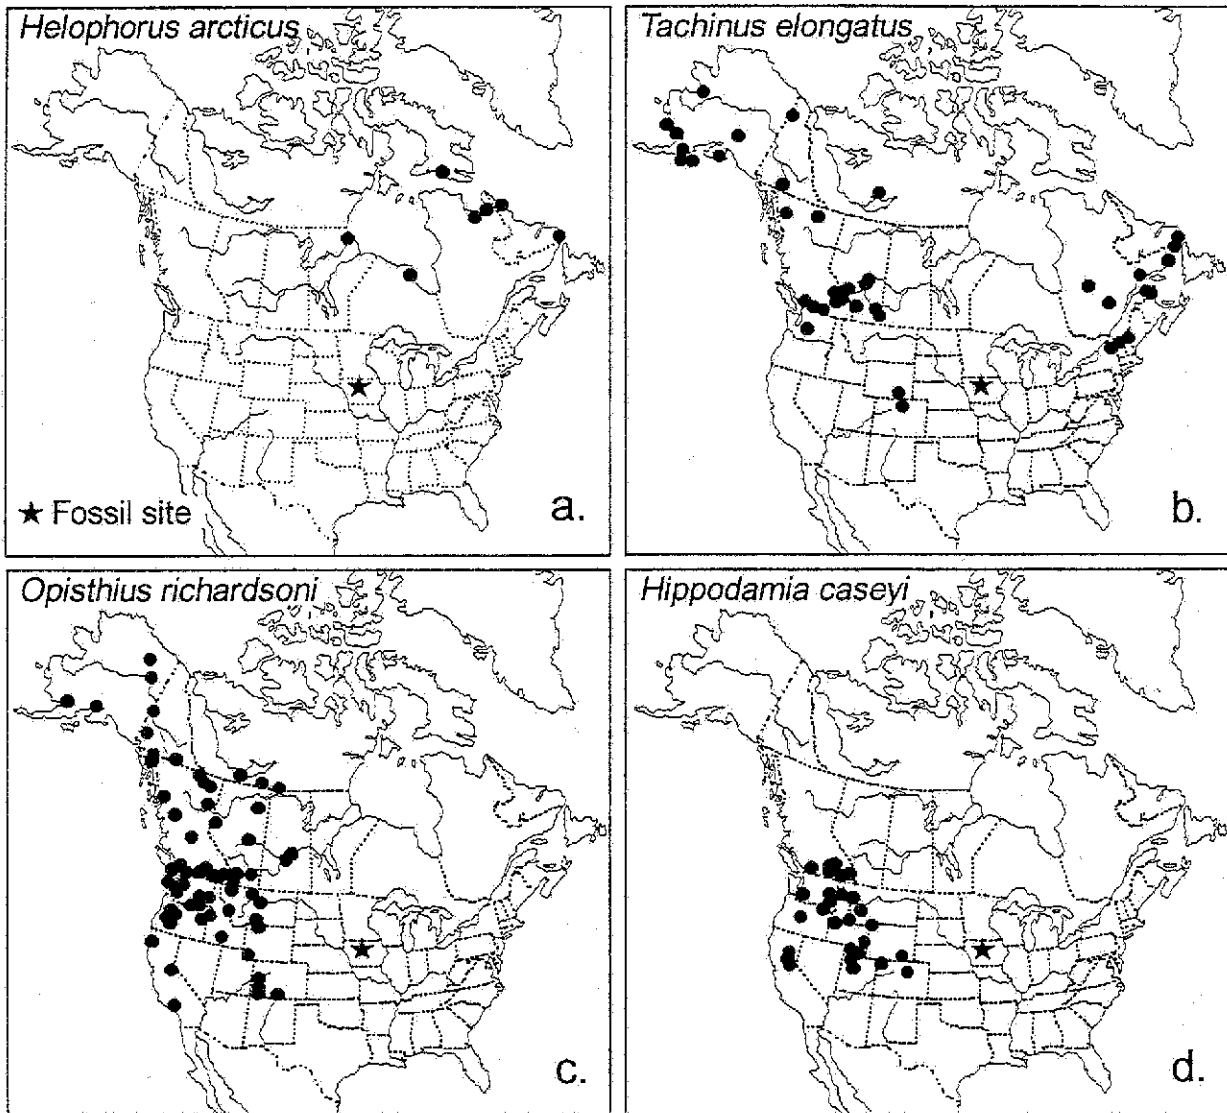 Helophorus arcticus
★ Fossil site
a.
Tachinus elongatus
b.
Opisthius richardsoni
c.
Hippodamia caseyi
d.